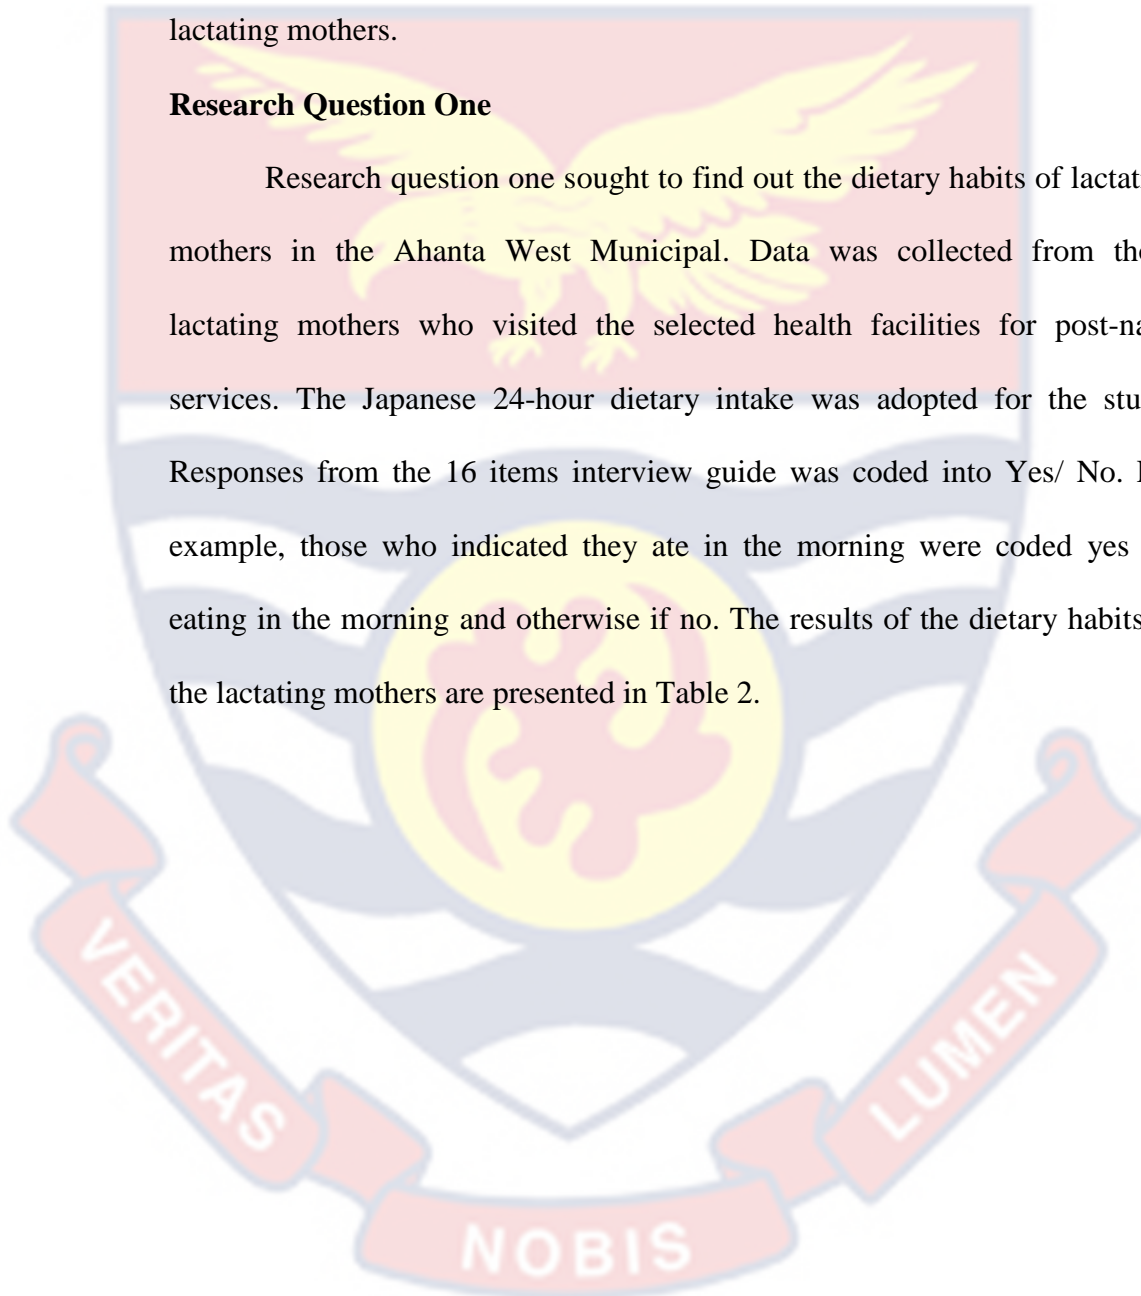 lactating mothers.
Research Question One
Research question one sought to find out the dietary habits of lactati
mothers in the Ahanta West Municipal. Data was collected from the
lactating mothers who visited the selected health facilities for post-na
services. The Japanese 24-hour dietary intake was adopted for the stu
Responses from the 16 items interview guide was coded into Yes/ No.
example, those who indicated they ate in the morning were coded yes
eating in the morning and otherwise if no. The results of the dietary habits
the lactating mothers are presented in Table 2.
VERITAS
NOBIS
LUMEN